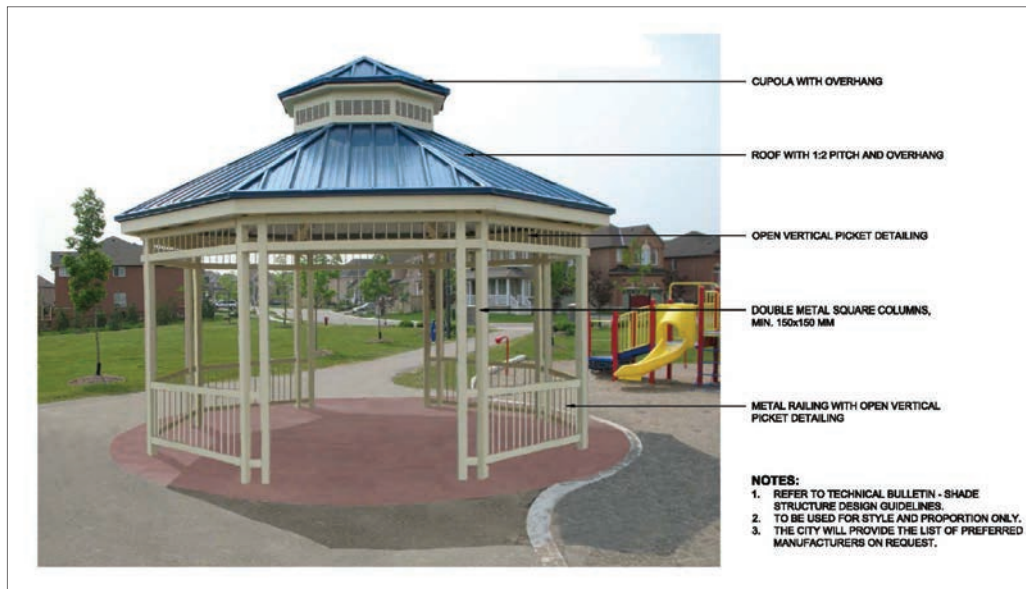 CUPOLA WITH OVERHANG
ROOF WITH 1:2 PITCH AND OVERHANG
OPEN VERTICAL PICKET DETAILING
DOUBLE METAL SQUARE COLUMNS,
MIN. 150x150 MM
METAL RAILING WITH OPEN VERTICAL
PICKET DETAILING
NOTES:
1. REFER TO TECHNICAL BULLETIN - SHADE
STRUCTURE DESIGN GUIDELINES.
2. TO BE USED FOR STYLE AND PROPORTION ONLY.
3. THE CITY WILL PROVIDE THE LIST OF PREFERRED
MANUFACTURERS ON REQUEST.